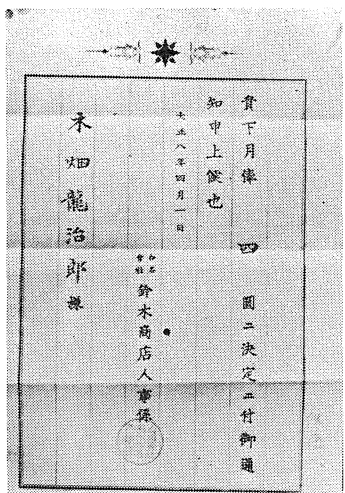 貴下月俸 四 圓ニ決定ニ付御通
知申上候也
大正八年四月一日
合名会社 鈴木商店人事係
木畑龍治郎 様